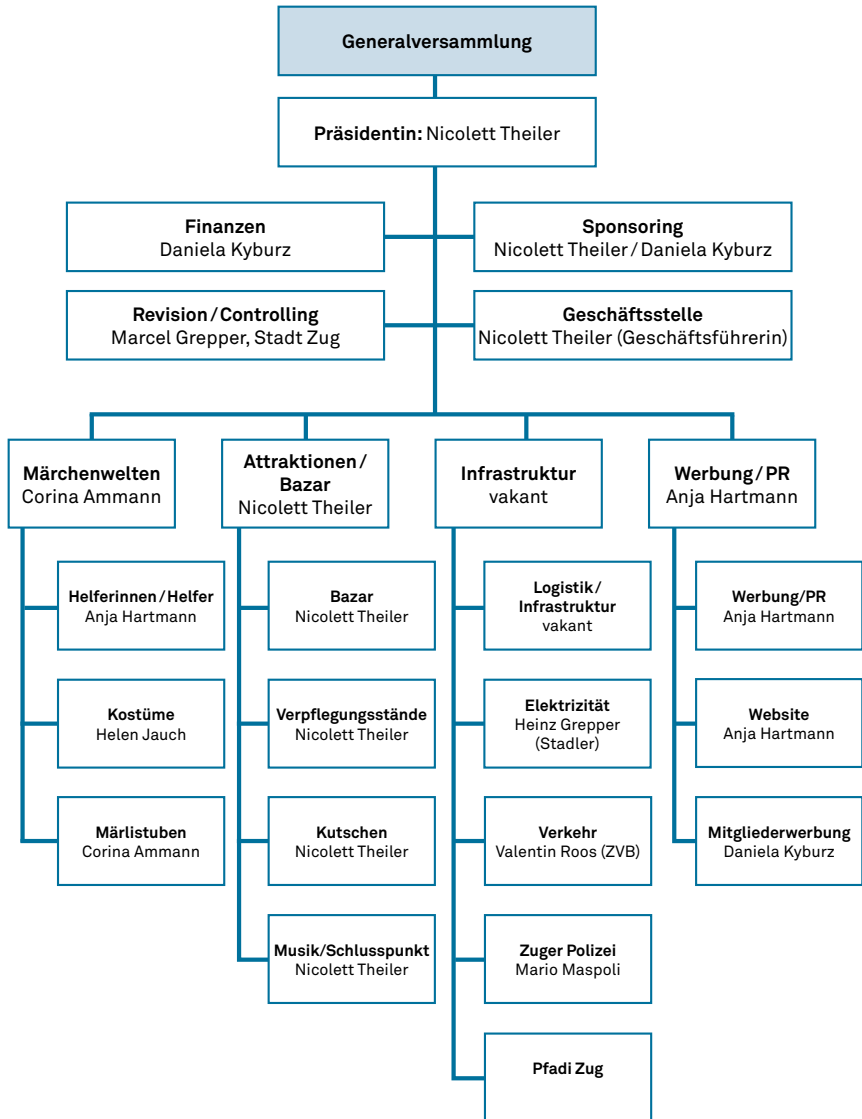 Generalversammlung
Präsidentin: Nicolett Theiler
Finanzen
Daniela Kyburz
Sponsoring
Nicolett Theiler / Daniela Kyburz
Revision / Controlling
Marcel Grepper, Stadt Zug
Geschäftsstelle
Nicolett Theiler (Geschäftsführerin)
Märchenwelten
Corina Ammann
Attraktionen /
Bazar
Nicolett Theiler
Infrastruktur
vakant
Werbung / PR
Anja Hartmann
Helferinnen / Helfer
Anja Hartmann
Bazar
Nicolett Theiler
Logistik /
Infrastruktur
vakant
Werbung/PR
Anja Hartmann
Kostüme
Helen Jauch
Verpflegungsstände
Nicolett Theiler
Elektrizität
Heinz Grepper
(Stadler)
Website
Anja Hartmann
Märlistuben
Corina Ammann
Kutschen
Nicolett Theiler
Verkehr
Valentin Roos (ZVB)
Mitgliederwerbung
Daniela Kyburz
Musik/Schlusspunkt
Nicolett Theiler
Zuger Polizei
Mario Maspoli
Pfadi Zug